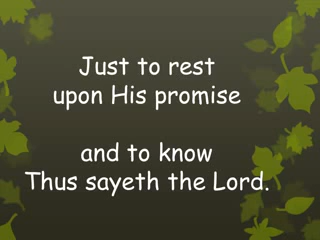 Just to rest
upon His promise
and to know
Thus sayeth the Lord.